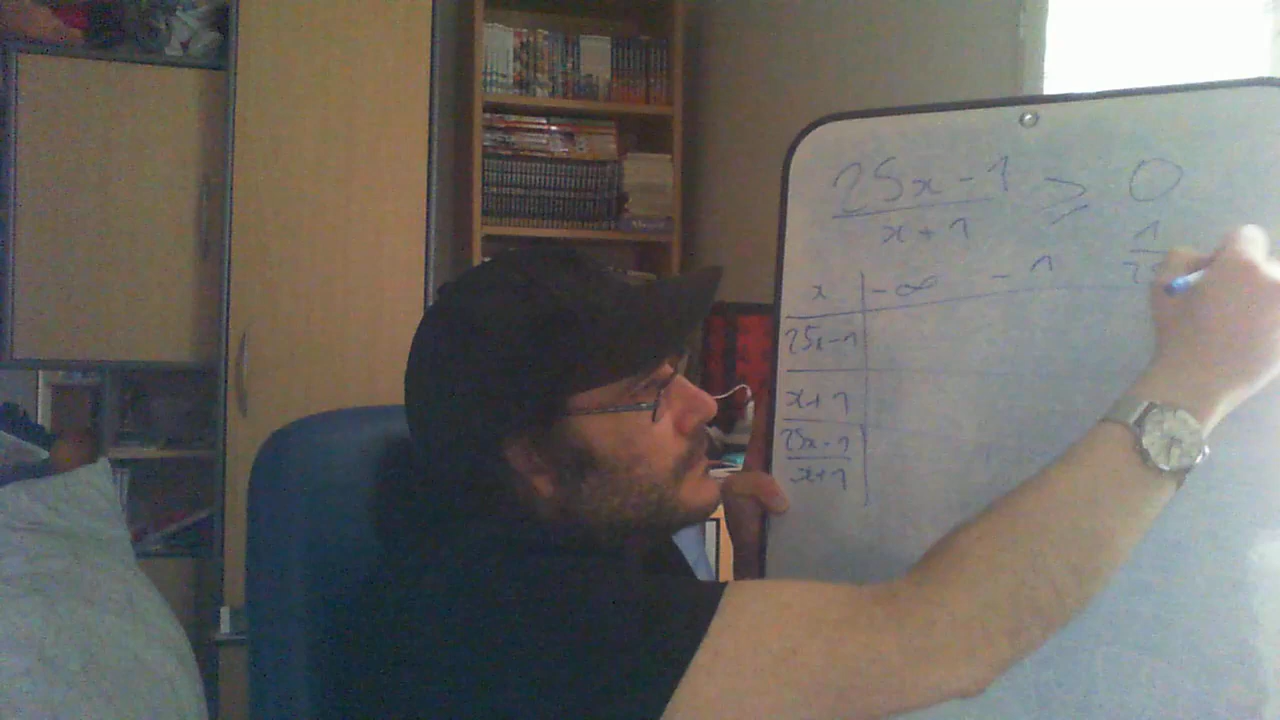 25x-1 / x+1 ≥ 0
x -∞ -1 1/25
25x-1
x+1
25x-1 / x+1